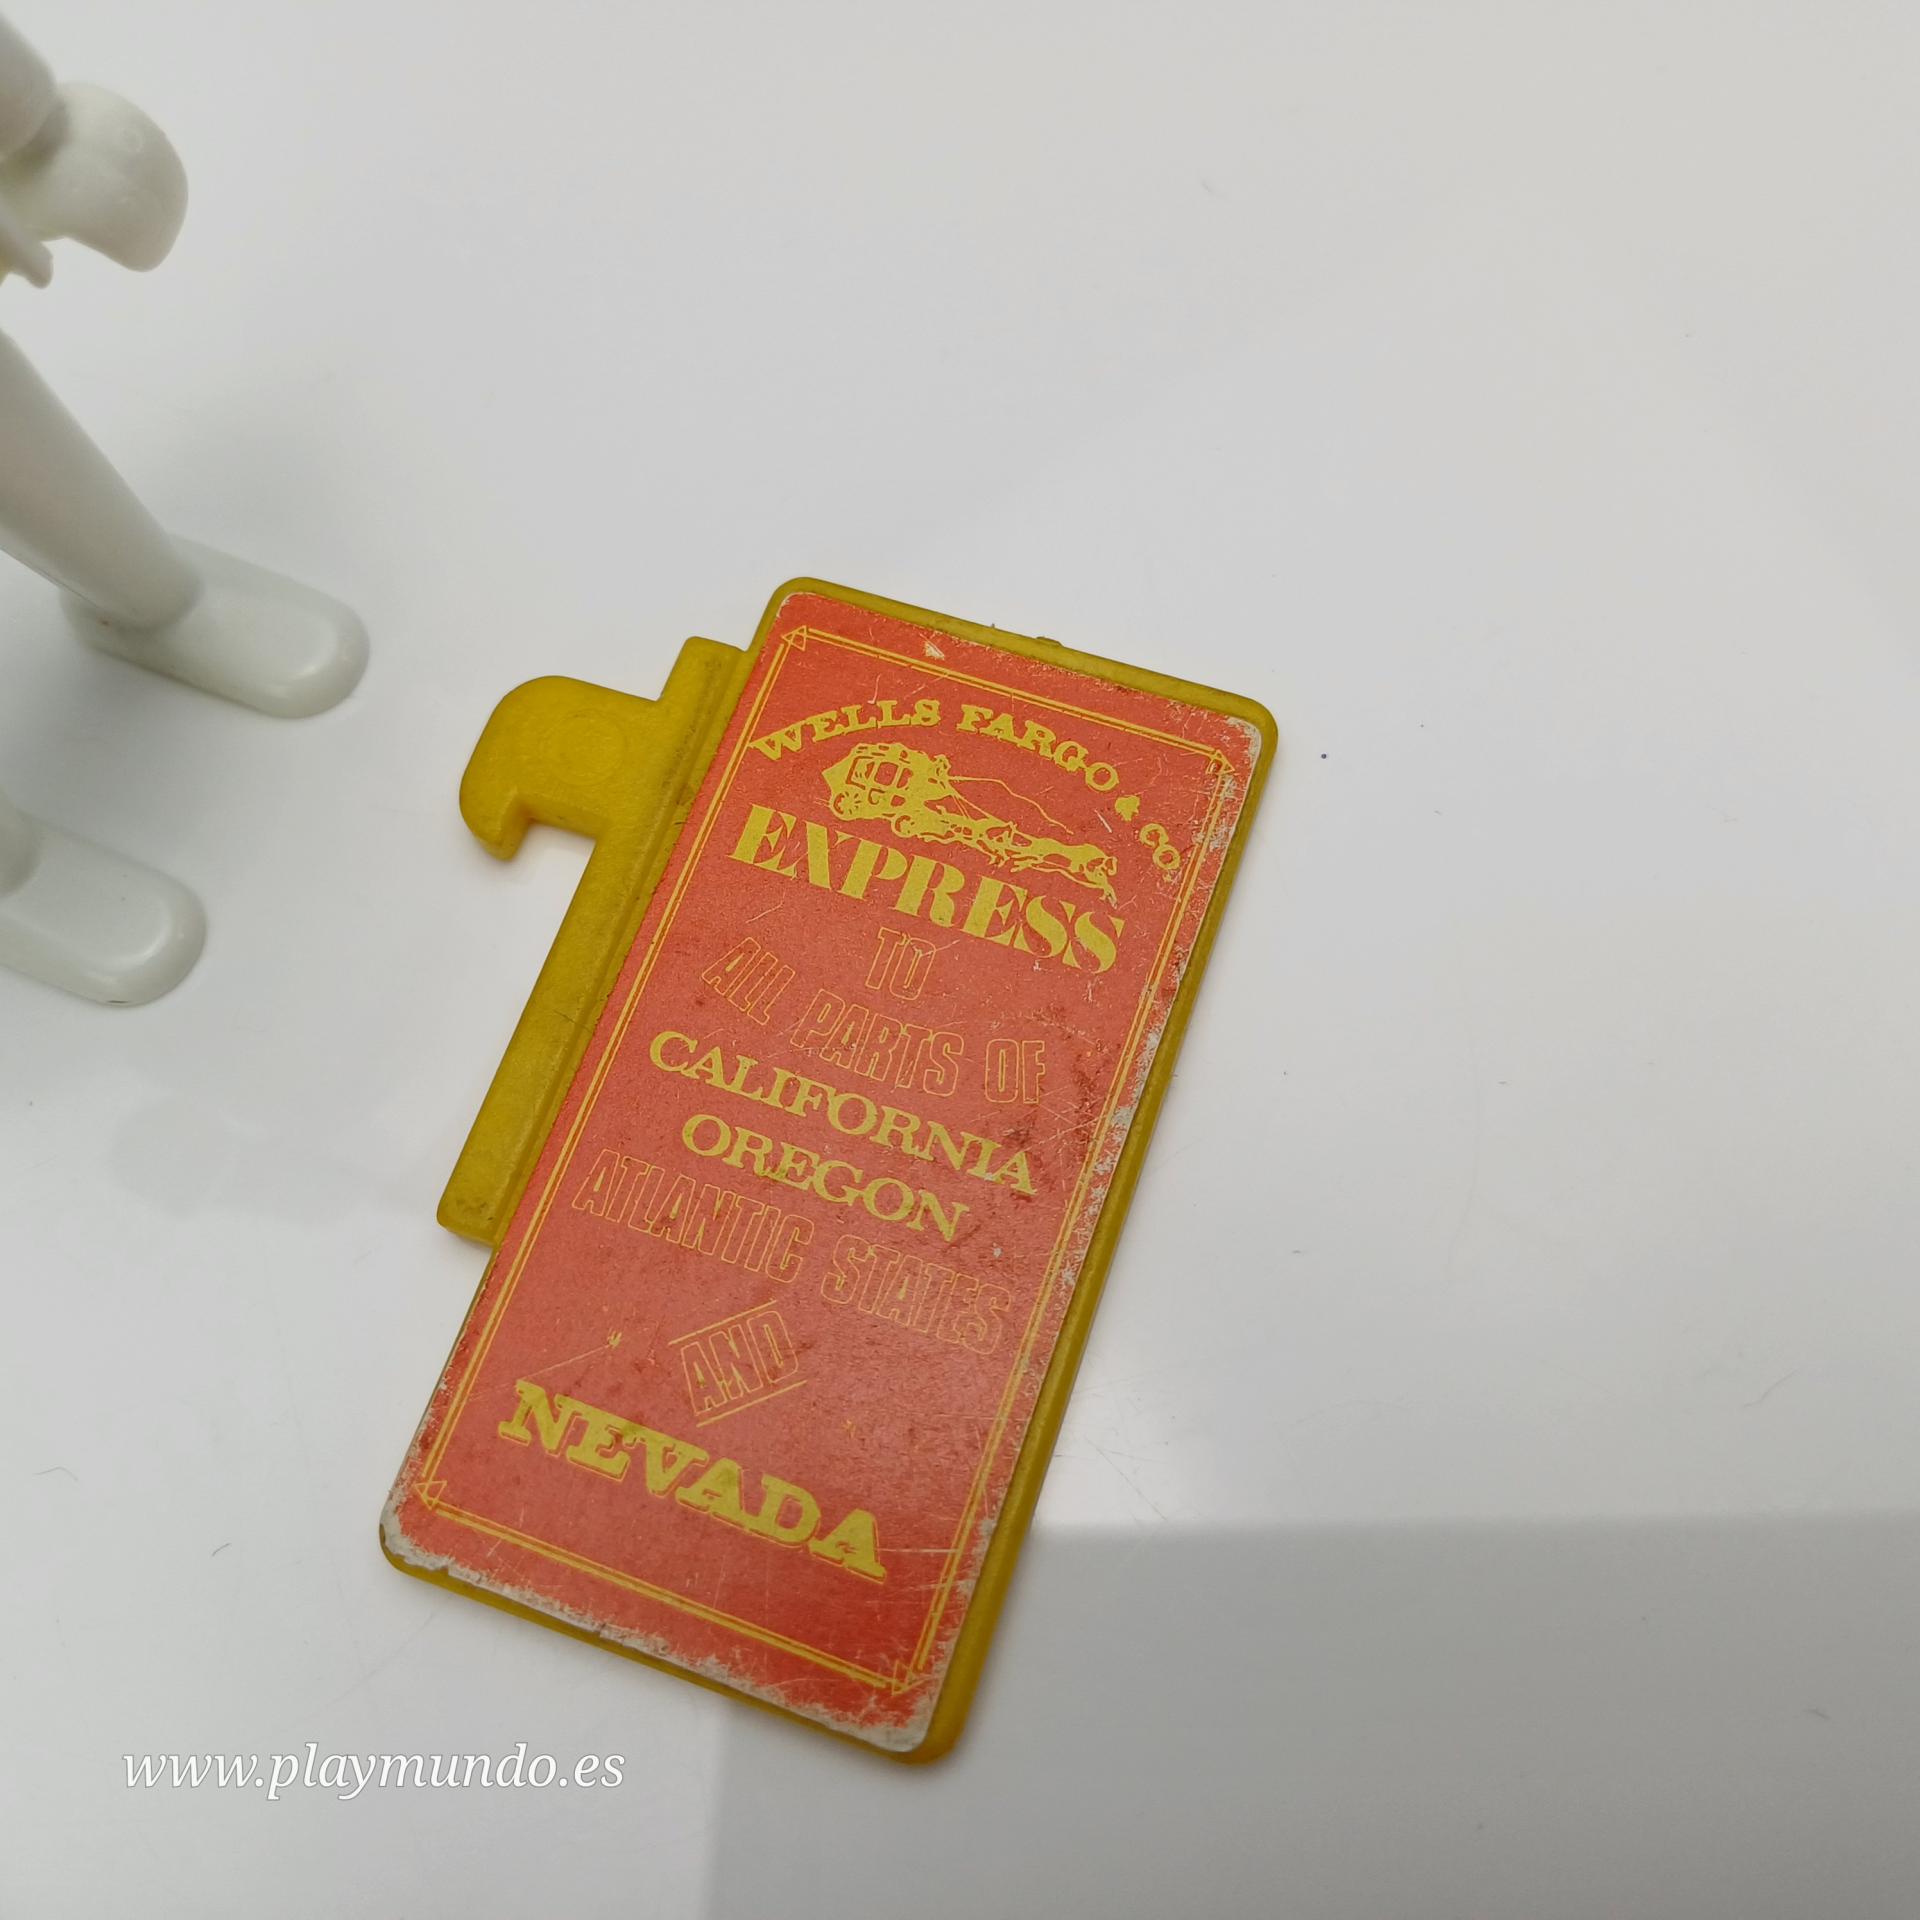 WELLS FARGO & CO.
EXPRESS
TO
ALL PARTS OF
CALIFORNIA
OREGON
ATLANTIC STATES
AND
NEVADA
www.playmundo.es